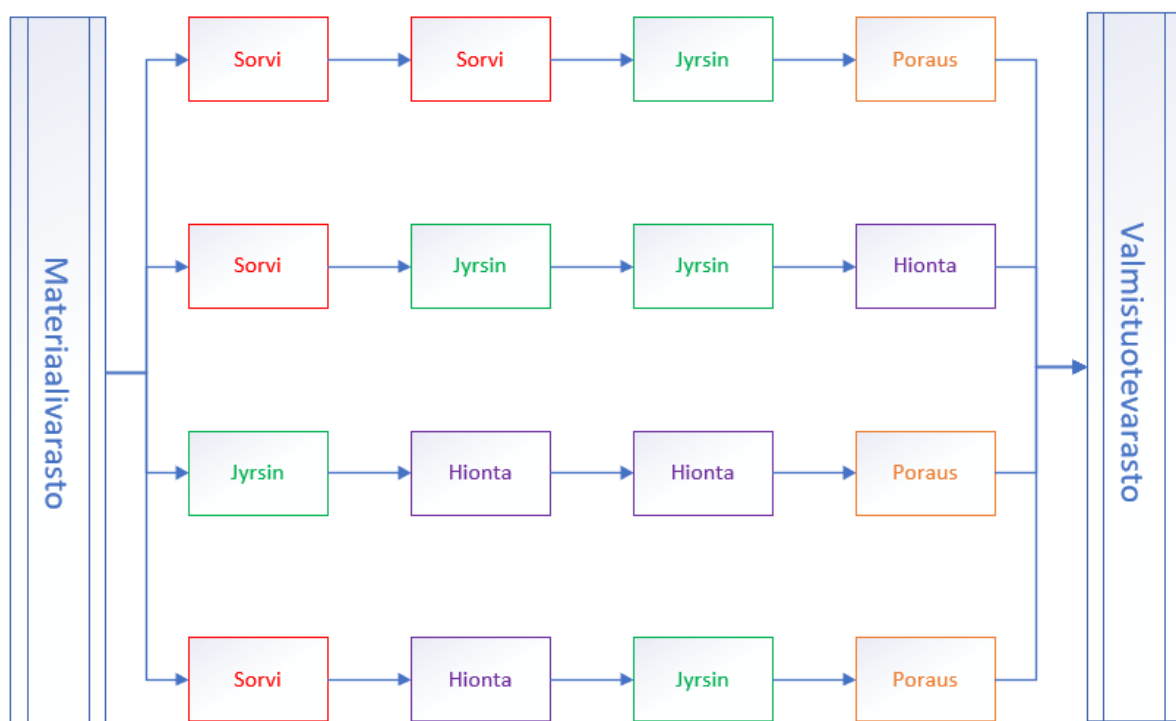 Materiaalivarasto
Sorvi
Sorvi
Jyrsin
Poraus
Sorvi
Jyrsin
Jyrsin
Hionta
Jyrsin
Hionta
Hionta
Poraus
Sorvi
Hionta
Jyrsin
Poraus
Valmistuotevarasto